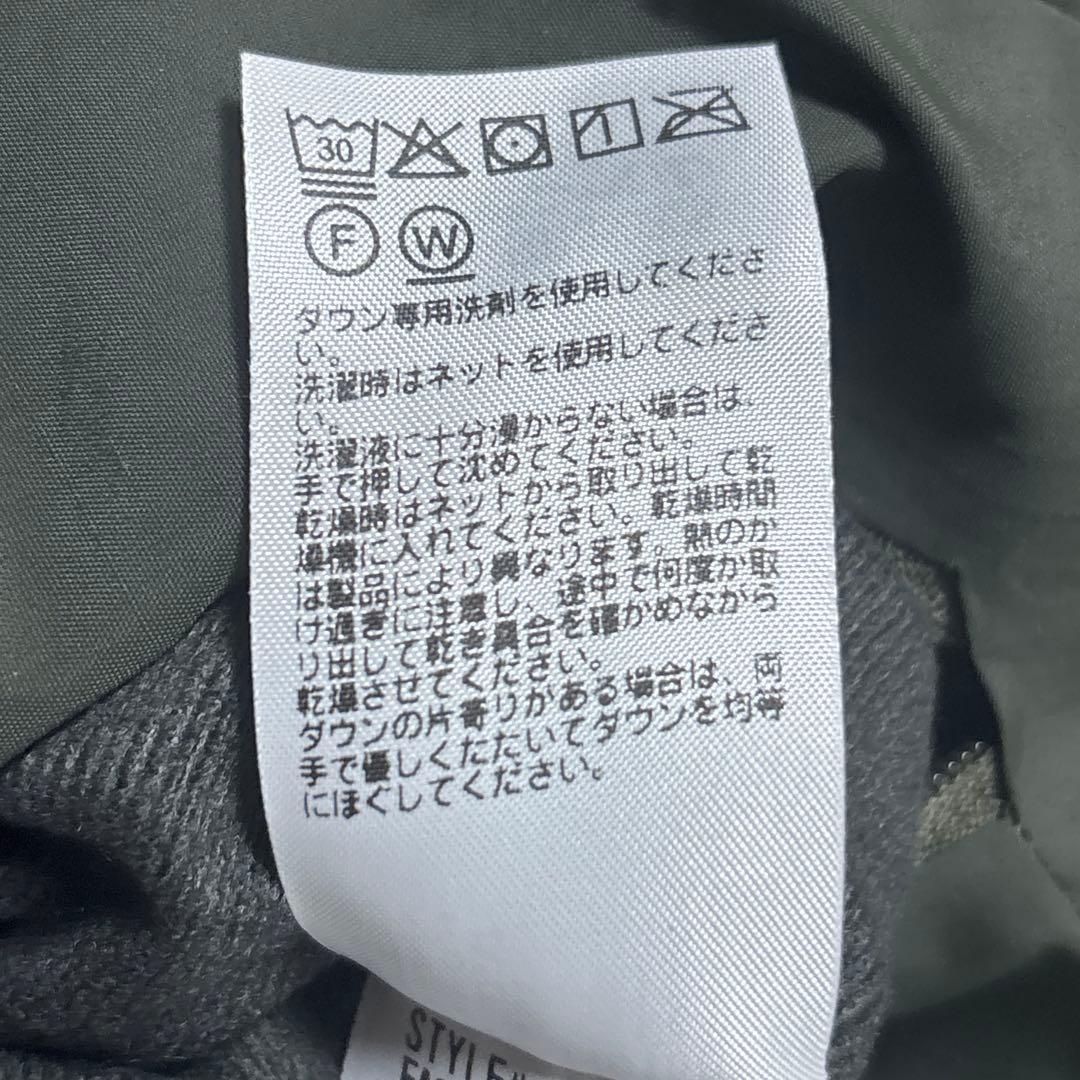 30
F W
ダウン専用洗剤を使用してくださ
い。
洗濯時はネットを使用してくださ
い。
洗濯液に十分浸からない場合は、
手で押して沈めてください。
乾燥時はネットから取り出して乾
燥機に入れてください。乾燥時間
は製品により異なります。熱のか
け過ぎに注意し、途中で何度か取
り出して乾き具合を確かめながら
乾燥させてください。
ダウンの片寄りがある場合は、両
手で優しくたたいてダウンを均等
にほぐしてください。
STYLE#